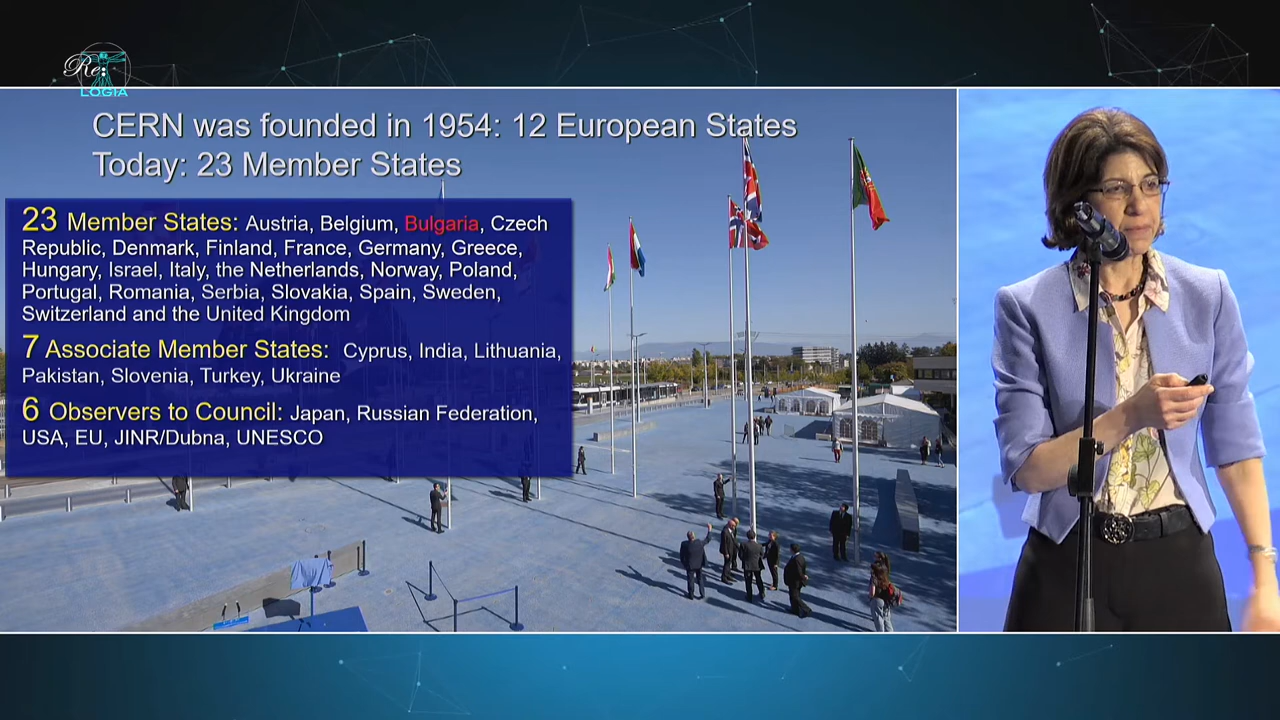 Re:
LOGIA
CERN was founded in 1954: 12 European States
Today: 23 Member States
23 Member States: Austria, Belgium, Bulgaria, Czech
Republic, Denmark, Finland, France, Germany, Greece,
Hungary, Israel, Italy, the Netherlands, Norway, Poland,
Portugal, Romania, Serbia, Slovakia, Spain, Sweden,
Switzerland and the United Kingdom
7 Associate Member States: Cyprus, India, Lithuania,
Pakistan, Slovenia, Turkey, Ukraine
6 Observers to Council: Japan, Russian Federation,
USA, EU, JINR/Dubna, UNESCO